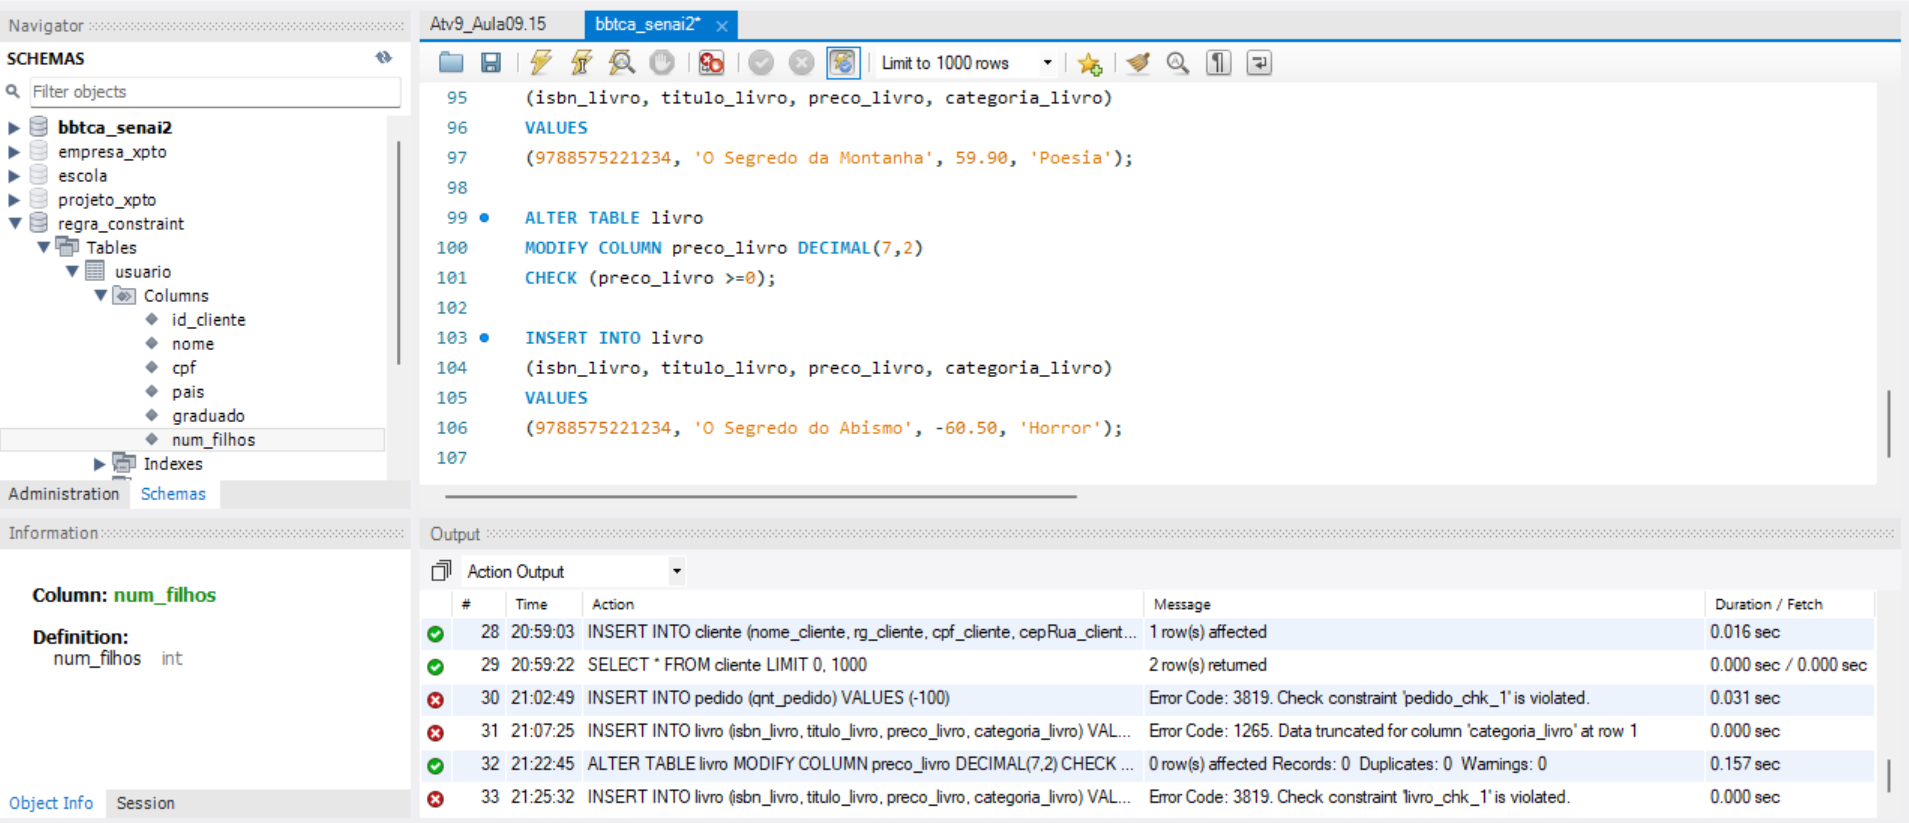 Navigator
SCHEMAS
Filter objects
bbtca_senai2
empresa_xpto
escola
projeto_xpto
regra_constraint
Tables
usuario
Columns
id_cliente
nome
cpf
pais
graduado
num_filhos
Indexes
Administration Schemas
Information
Column: num_filhos
Definition:
num_filhos int
Object Info Session
Atv9_Aula09.15 bbtca_senai2*
Limit to 1000 rows
95 (isbn_livro, titulo_livro, preco_livro, categoria_livro)
96 VALUES
97 (9788575221234, 'O Segredo da Montanha', 59.90, 'Poesia');
98
99 ALTER TABLE livro
100 MODIFY COLUMN preco_livro DECIMAL(7,2)
101 CHECK (preco_livro >=0);
102
103 INSERT INTO livro
104 (isbn_livro, titulo_livro, preco_livro, categoria_livro)
105 VALUES
106 (9788575221234, 'O Segredo do Abismo', -60.50, 'Horror');
107
Output
Action Output
# Time Action Message Duration / Fetch
28 20:59:03 INSERT INTO cliente (nome_cliente, rg_cliente, cpf_cliente, cepRua_client... 1 row(s) affected 0.016 sec
29 20:59:22 SELECT * FROM cliente LIMIT 0, 1000 2 row(s) returned 0.000 sec / 0.000 sec
30 21:02:49 INSERT INTO pedido (qnt_pedido) VALUES (-100) Error Code: 3819. Check constraint 'pedido_chk_1' is violated. 0.031 sec
31 21:07:25 INSERT INTO livro (isbn_livro, titulo_livro, preco_livro, categoria_livro) VAL... Error Code: 1265. Data truncated for column 'categoria_livro' at row 1 0.000 sec
32 21:22:45 ALTER TABLE livro MODIFY COLUMN preco_livro DECIMAL(7,2) CHECK ... 0 row(s) affected Records: 0 Duplicates: 0 Warnings: 0 0.157 sec
33 21:25:32 INSERT INTO livro (isbn_livro, titulo_livro, preco_livro, categoria_livro) VAL... Error Code: 3819. Check constraint 'livro_chk_1' is violated. 0.000 sec